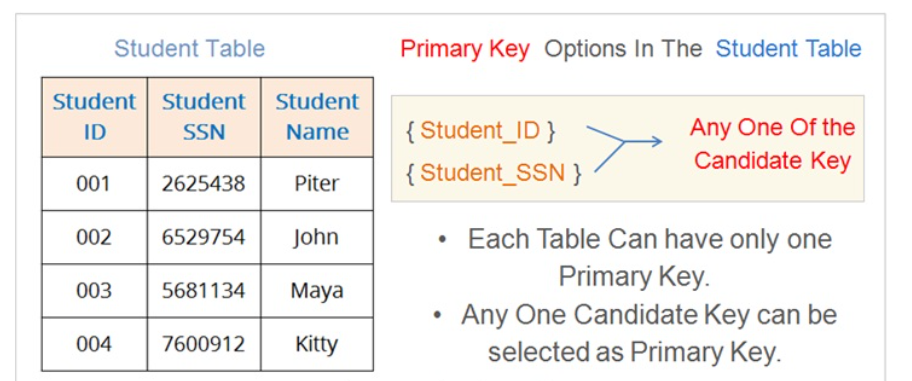 Student Table
Student ID Student SSN Student Name
001 2625438 Piter
002 6529754 John
003 5681134 Maya
004 7600912 Kitty
Primary Key Options In The Student Table
{ Student_ID }
{ Student_SSN }
Any One Of the
Candidate Key
• Each Table Can have only one
Primary Key.
• Any One Candidate Key can be
selected as Primary Key.